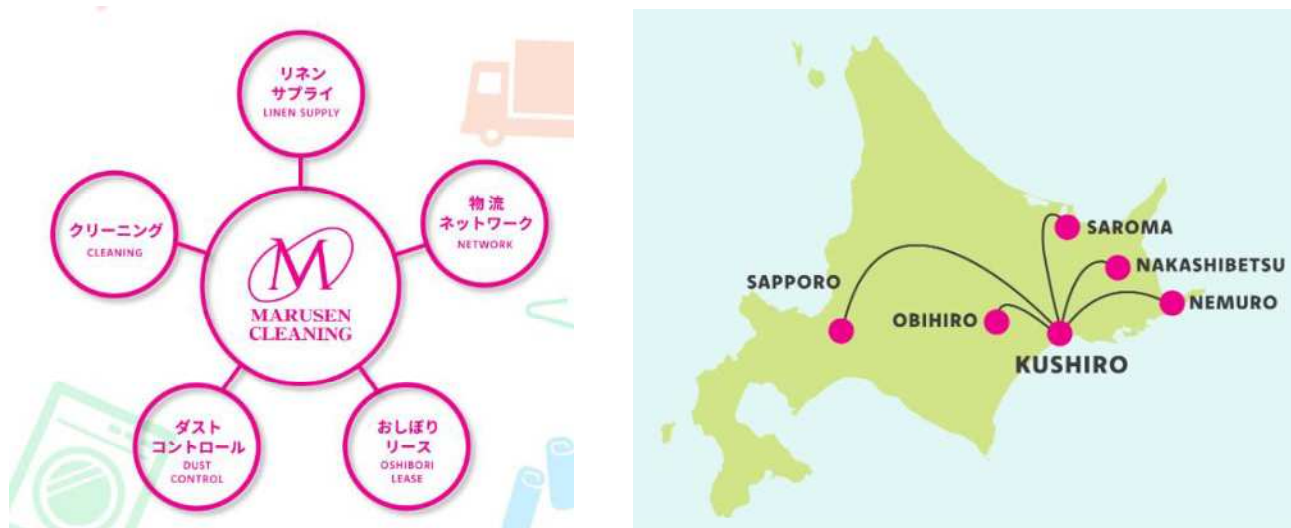 リネン
サプライ
LINEN SUPPLY
物流
ネットワーク
NETWORK
クリーニング
CLEANING
M
MARUSEN
CLEANING
ダスト
コントロール
DUST
CONTROL
おしぼり
リース
OSHIBORI
LEASE
SAROMA
NAKASHIBETSU
SAPPORO
NEMURO
OBIHIRO
KUSHIRO